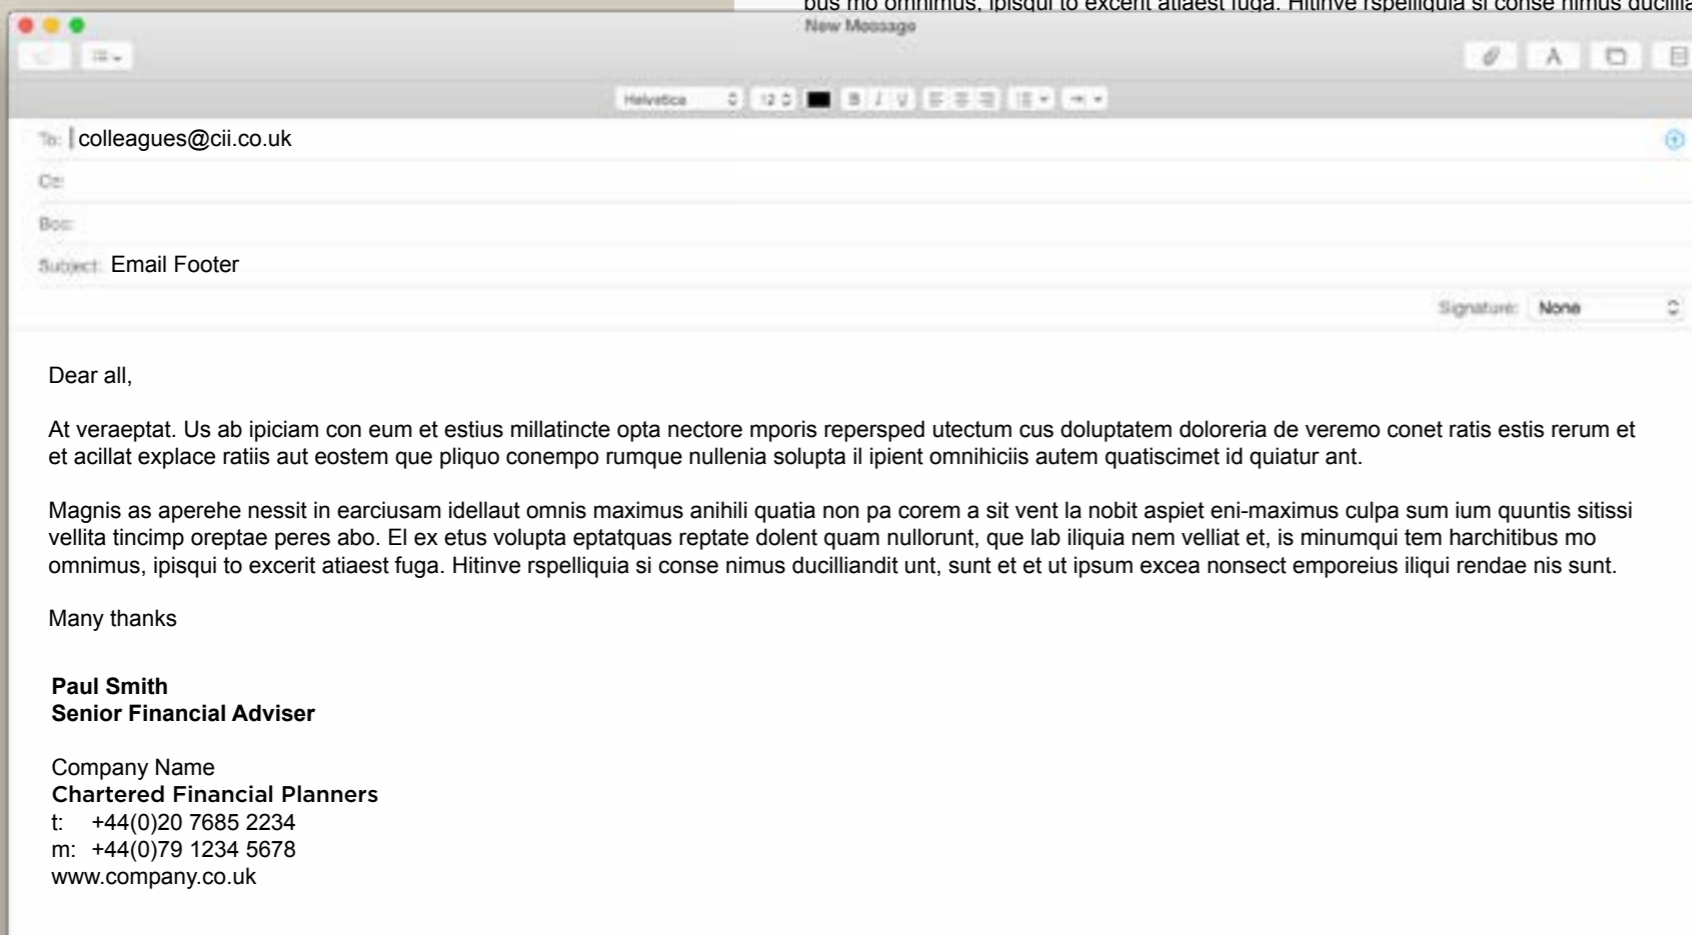 bus mo omnimus, ipisqui to excerit atiaest fuga. Hitinve rspelliquia si conse nimus
New Message
Helvetica 12 B I U
To: colleagues@cii.co.uk
Cc:
Bcc:
Subject: Email Footer
Signature: None
Dear all,
At veraeptat. Us ab ipiciam con eum et estius millatincte opta nectore mporis repersped utectum cus doluptatem doloreria de veremo conet ratis estis rerum et
et acillat explace ratiis aut eostem que pliquo conempo rumque nullenia solupta il ipient omnihiciis autem quatiscimet id quiatur ant.
Magnis as aperehe nessit in earciusam idellaut omnis maximus anihili quatia non pa corem a sit vent la nobit aspiet eni-maximus culpa sum ium quuntis sitissi
vellita tincimp oreptae peres abo. El ex etus volupta eptatquas reptate dolent quam nullorunt, que lab iliquia nem velliat et, is minumqui tem harchitibus mo
omnimus, ipisqui to excerit atiaest fuga. Hitinve rspelliquia si conse nimus ducilliandit unt, sunt et et ut ipsum excea nonsect emporeius iliqui rendae nis sunt.
Many thanks
Paul Smith
Senior Financial Adviser
Company Name
Chartered Financial Planners
t: +44(0)20 7685 2234
m: +44(0)79 1234 5678
www.company.co.uk